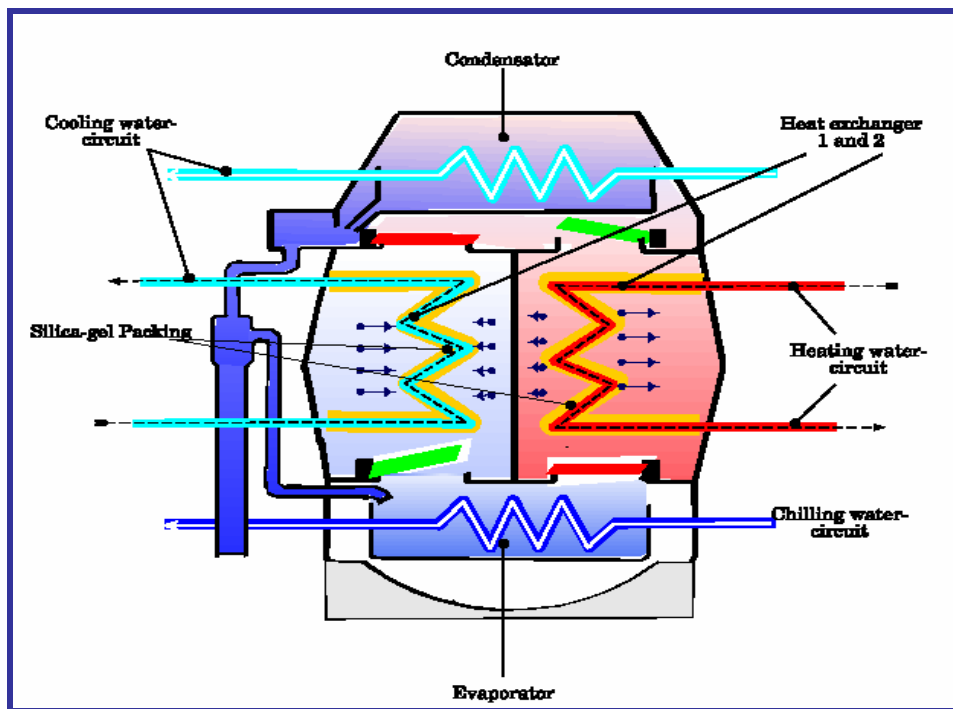 Condensator
Cooling water-
circuit
Heat exchanger
1 and 2
Silica-gel Packing
Heating water-
circuit
Chilling water-
circuit
Evaporator